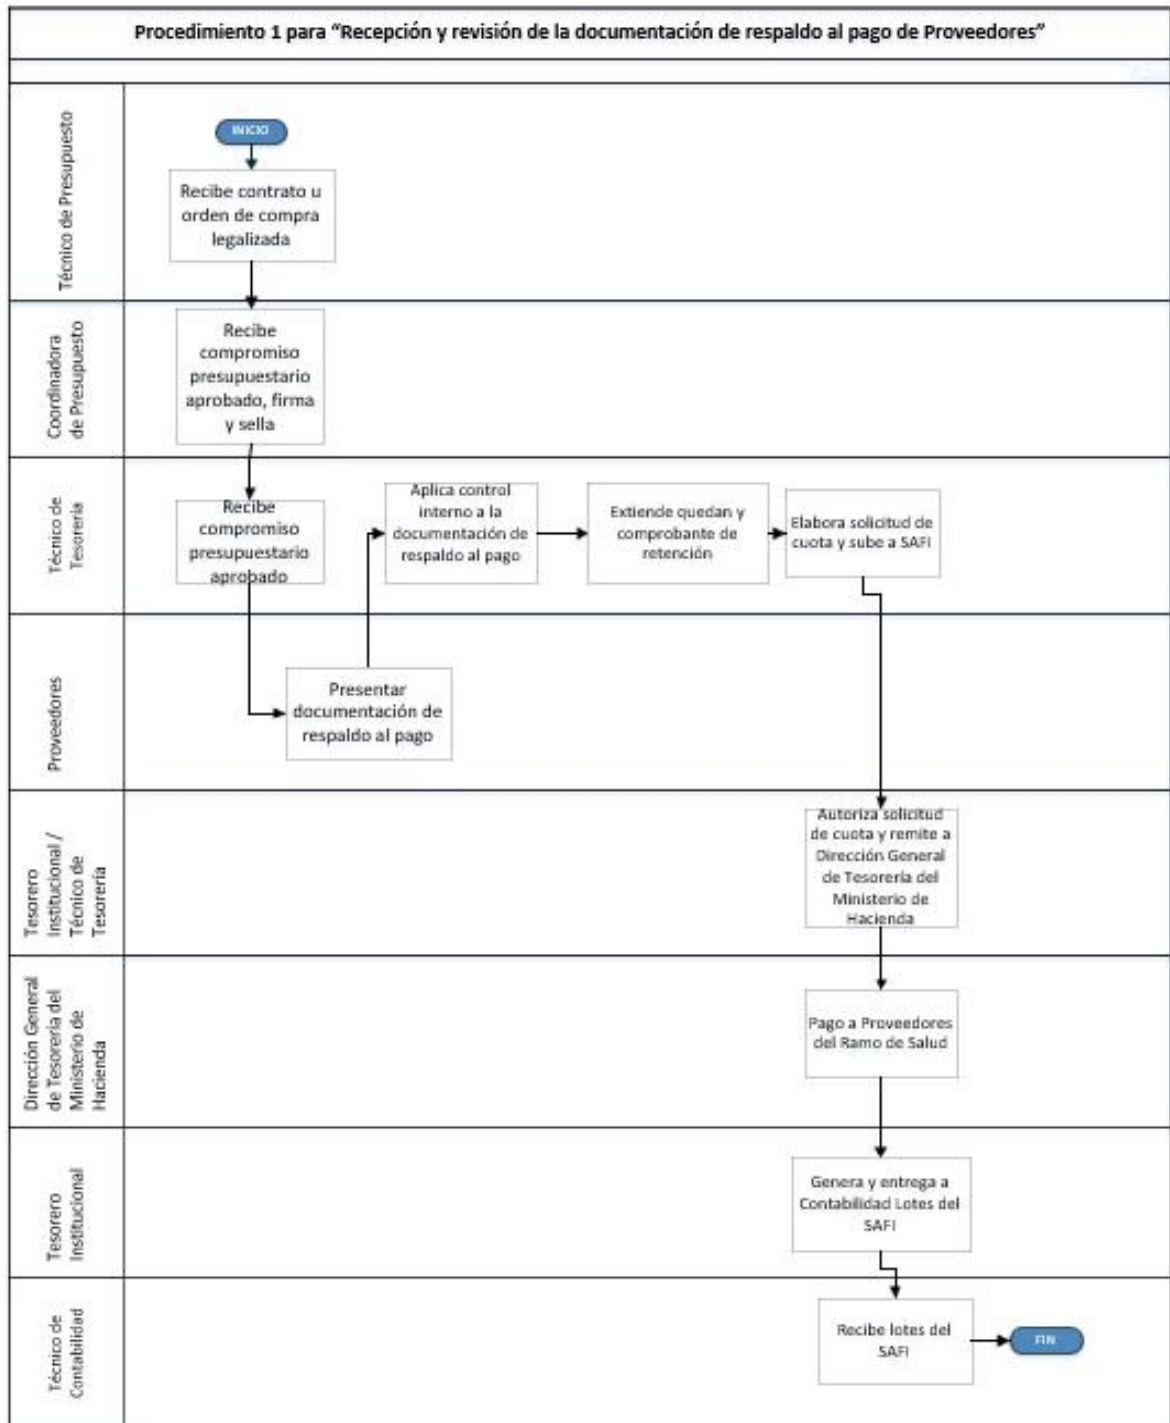 Procedimiento 1 para “Recepción y revisión de la documentación de respaldo al pago de Proveedores”
Técnico de Presupuesto
INICIO
Recibe contrato u
orden de compra
legalizada
Coordinadora
de Presupuesto
Recibe
compromiso
presupuestario
aprobado, firma
y sella
Técnico de
Tesorería
Recibe
compromiso
presupuestario
aprobado
Aplica control
interno a la
documentación de
respaldo al pago
Extiende quedan y
comprobante de
retención
Elabora solicitud de
cuota y sube a SAFI
Proveedores
Presentar
documentación de
respaldo al pago
Tesorero
Institucional /
Técnico de
Tesorería
Autoriza solicitud
de cuota y remite a
Dirección General
de Tesorería del
Ministerio de
Hacienda
Dirección General
de Tesorería del
Ministerio de
Hacienda
Pago a Proveedores
del Ramo de Salud
Tesorero
Institucional
Genera y entrega a
Contabilidad Lotes del
SAFI
Técnico de
Contabilidad
Recibe lotes del
SAFI
FIN